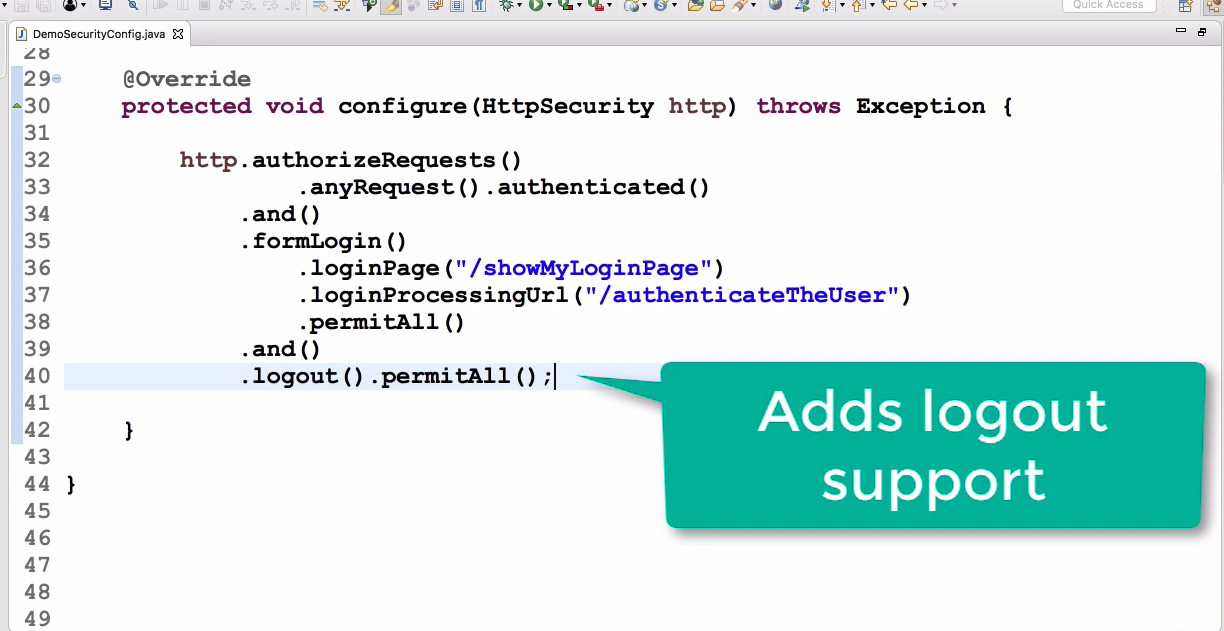 Quick Access
DemoSecurityConfig.java
28
29 @Override
30 protected void configure(HttpSecurity http) throws Exception {
31
32 http.authorizeRequests()
33 .anyRequest().authenticated()
34 .and()
35 .formLogin()
36 .loginPage("/showMyLoginPage")
37 .loginProcessingUrl("/authenticateTheUser")
38 .permitAll()
39 .and()
40 .logout().permitAll();
41
42 }
43
44 }
45
46
47
48
49
Adds logout
support